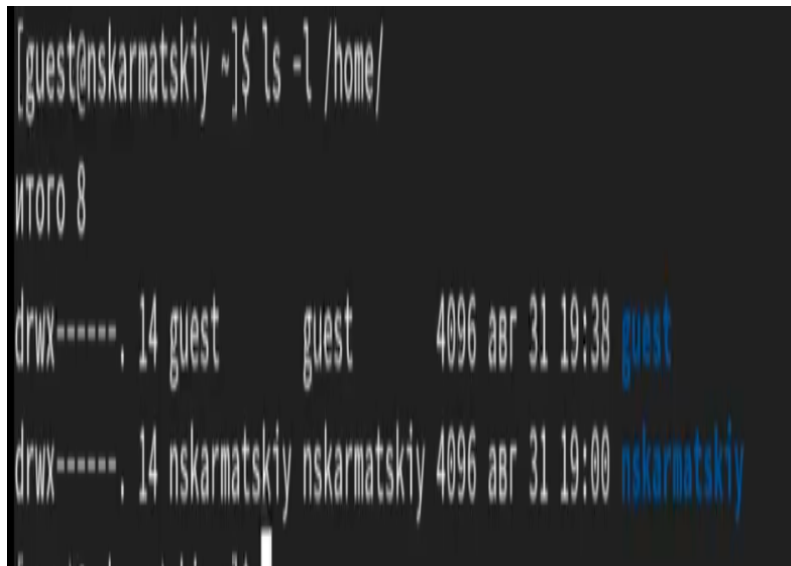 [guest@nskarmatskiy ~]$ ls -l /home/
итого 8
drwx------. 14 guest guest 4096 авг 31 19:38 guest
drwx------. 14 nskarmatskiy nskarmatskiy 4096 авг 31 19:00 nskarmatskiy